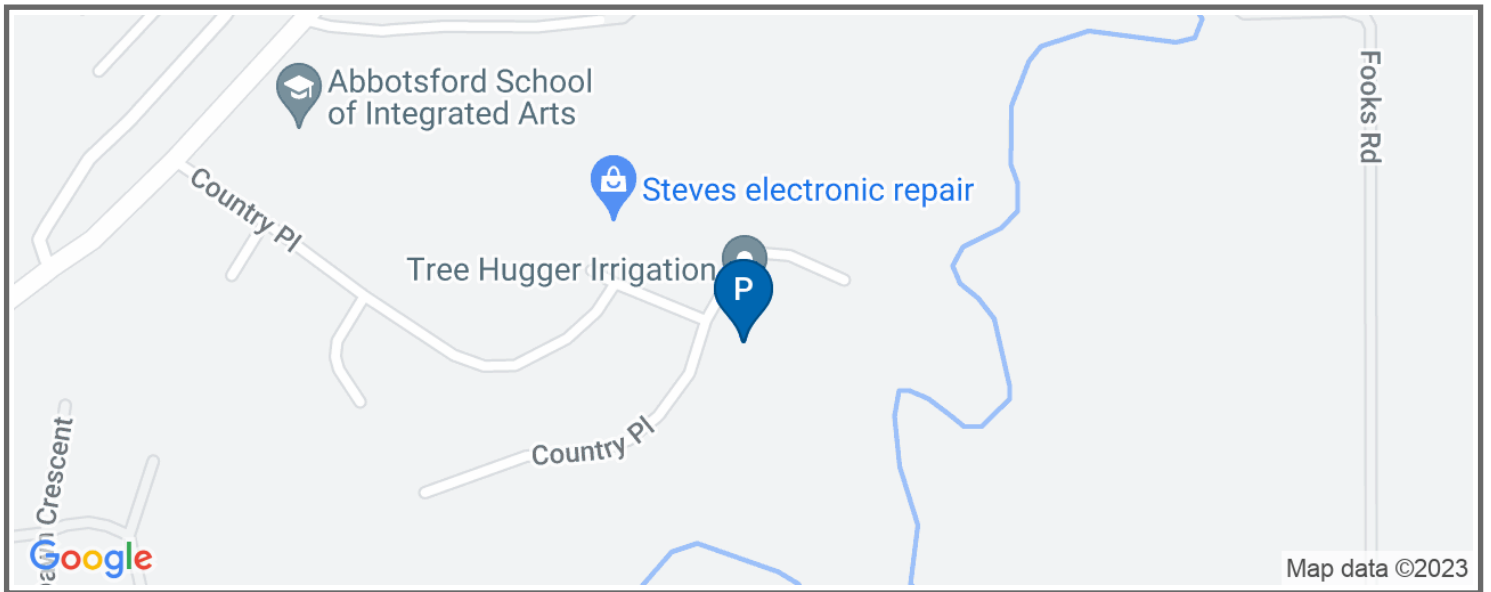 Abbotsford School
of Integrated Arts
Fooks Rd
Country Pl
Steves electronic repair
Tree Hugger Irrigation
P
Country Pl
Crescent
Google
Map data ©2023